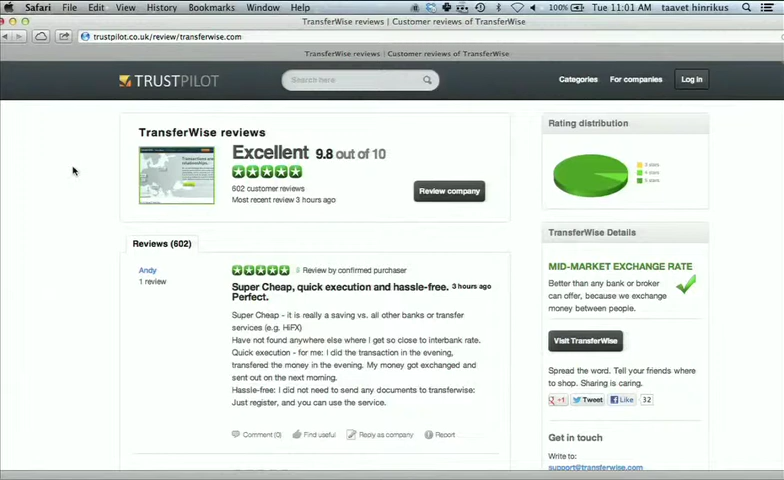 Safari File Edit View History Bookmarks Window Help 100% Tue 11:01 AM taavet hinrikus
TransferWise reviews | Customer reviews of TransferWise
trustpilot.co.uk/review/transferwise.com
TransferWise reviews | Customer reviews of TransferWise
TRUSTPILOT
Search here
Categories For companies Log in
TransferWise reviews
Excellent 9.8 out of 10
602 customer reviews
Most recent review 3 hours ago
Review company
Rating distribution
3 stars
4 stars
5 stars
Reviews (602)
Andy
1 review
Review by confirmed purchaser
Super Cheap, quick execution and hassle-free. 3 hours ago
Perfect.
Super Cheap - it is really a saving vs. all other banks or transfer
services (e.g. HiFX)
Have not found anywhere else where I get so close to interbank rate.
Quick execution - for me: I did the transaction in the evening,
transfered the money in the evening. My money got exchanged and
sent out on the next morning.
Hassle-free: I did not need to send any documents to transferwise:
Just register, and you can use the service.
Comment (0) Find useful Reply as company Report
TransferWise Details
MID-MARKET EXCHANGE RATE
Better than any bank or broker
can offer, because we exchange
money between people.
Visit TransferWise
Spread the word. Tell your friends where
to shop. Sharing is caring.
+1 Tweet Like 32
Get in touch
Write to:
support@transferwise.com